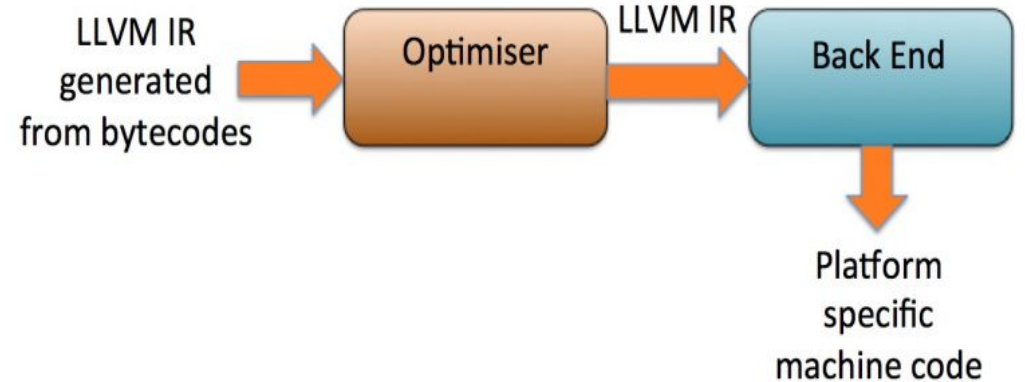 LLVM IR
generated
from bytecodes
Optimiser
LLVM IR
Back End
Platform
specific
machine code